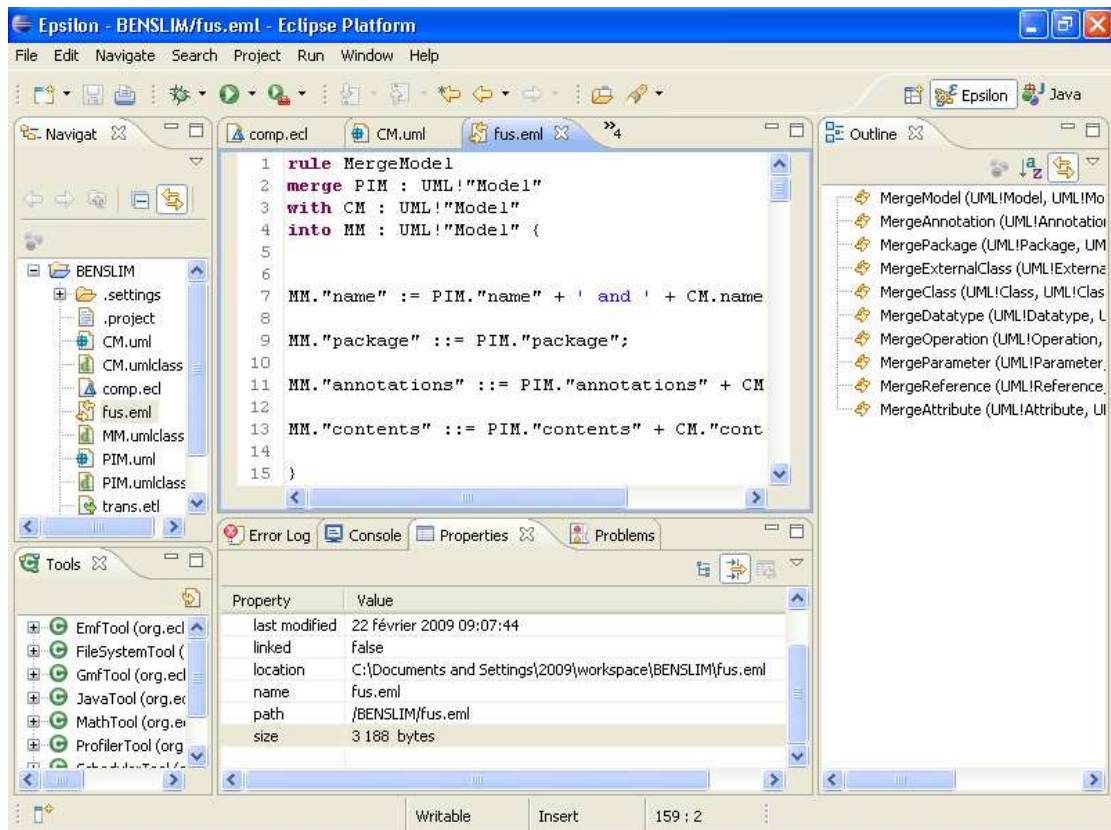 Epsilon - BENSLIM/fus.eml - Eclipse Platform
File Edit Navigate Search Project Run Window Help
Epsilon Java
Navigat
BENSLIM
.settings
.project
CM.uml
CM.umlclass
comp.ecl
fus.eml
MM.umlclass
PIM.uml
PIM.umlclass
trans.etl
Tools
EmfTool (org.ecl
FileSystemTool (
GmfTool (org.ecl
JavaTool (org.e
MathTool (org.e
ProfilerTool (org
comp.ecl CM.uml fus.eml »4
1 rule MergeModel
2 merge PIM : UML!"Model"
3 with CM : UML!"Model"
4 into MM : UML!"Model" {
5
6
7 MM."name" := PIM."name" + ' and ' + CM.name
8
9 MM."package" ::= PIM."package";
10
11 MM."annotations" ::= PIM."annotations" + CM
12
13 MM."contents" ::= PIM."contents" + CM."cont
14
15 }
Error Log Console Properties Problems
Property Value
last modified 22 février 2009 09:07:44
linked false
location C:\Documents and Settings\2009\workspace\BENSLIM\fus.eml
name fus.eml
path /BENSLIM/fus.eml
size 3 188 bytes
Outline
MergeModel (UML!Model, UML!Mo
MergeAnnotation (UML!Annotatio
MergePackage (UML!Package, UM
MergeExternalClass (UML!Externa
MergeClass (UML!Class, UML!Clas
MergeDatatype (UML!Datatype, U
MergeOperation (UML!Operation,
MergeParameter (UML!Parameter
MergeReference (UML!Reference
MergeAttribute (UML!Attribute, U
Writable Insert 159 : 2